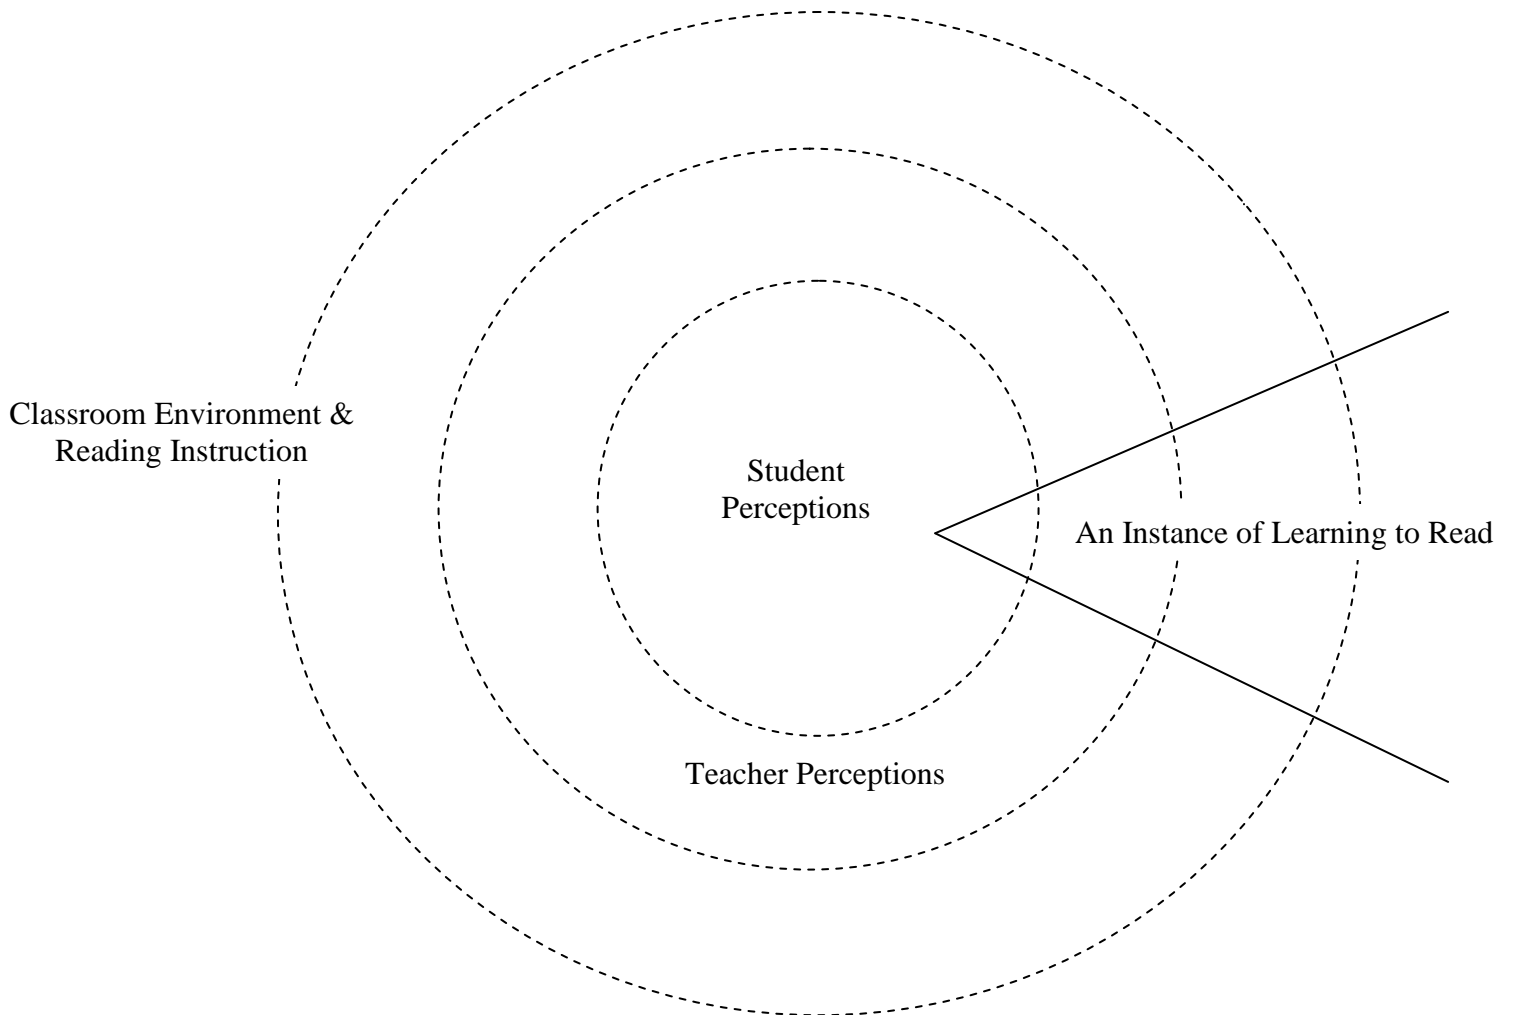 Classroom Environment &
Reading Instruction
Student
Perceptions
An Instance of Learning to Read
Teacher Perceptions